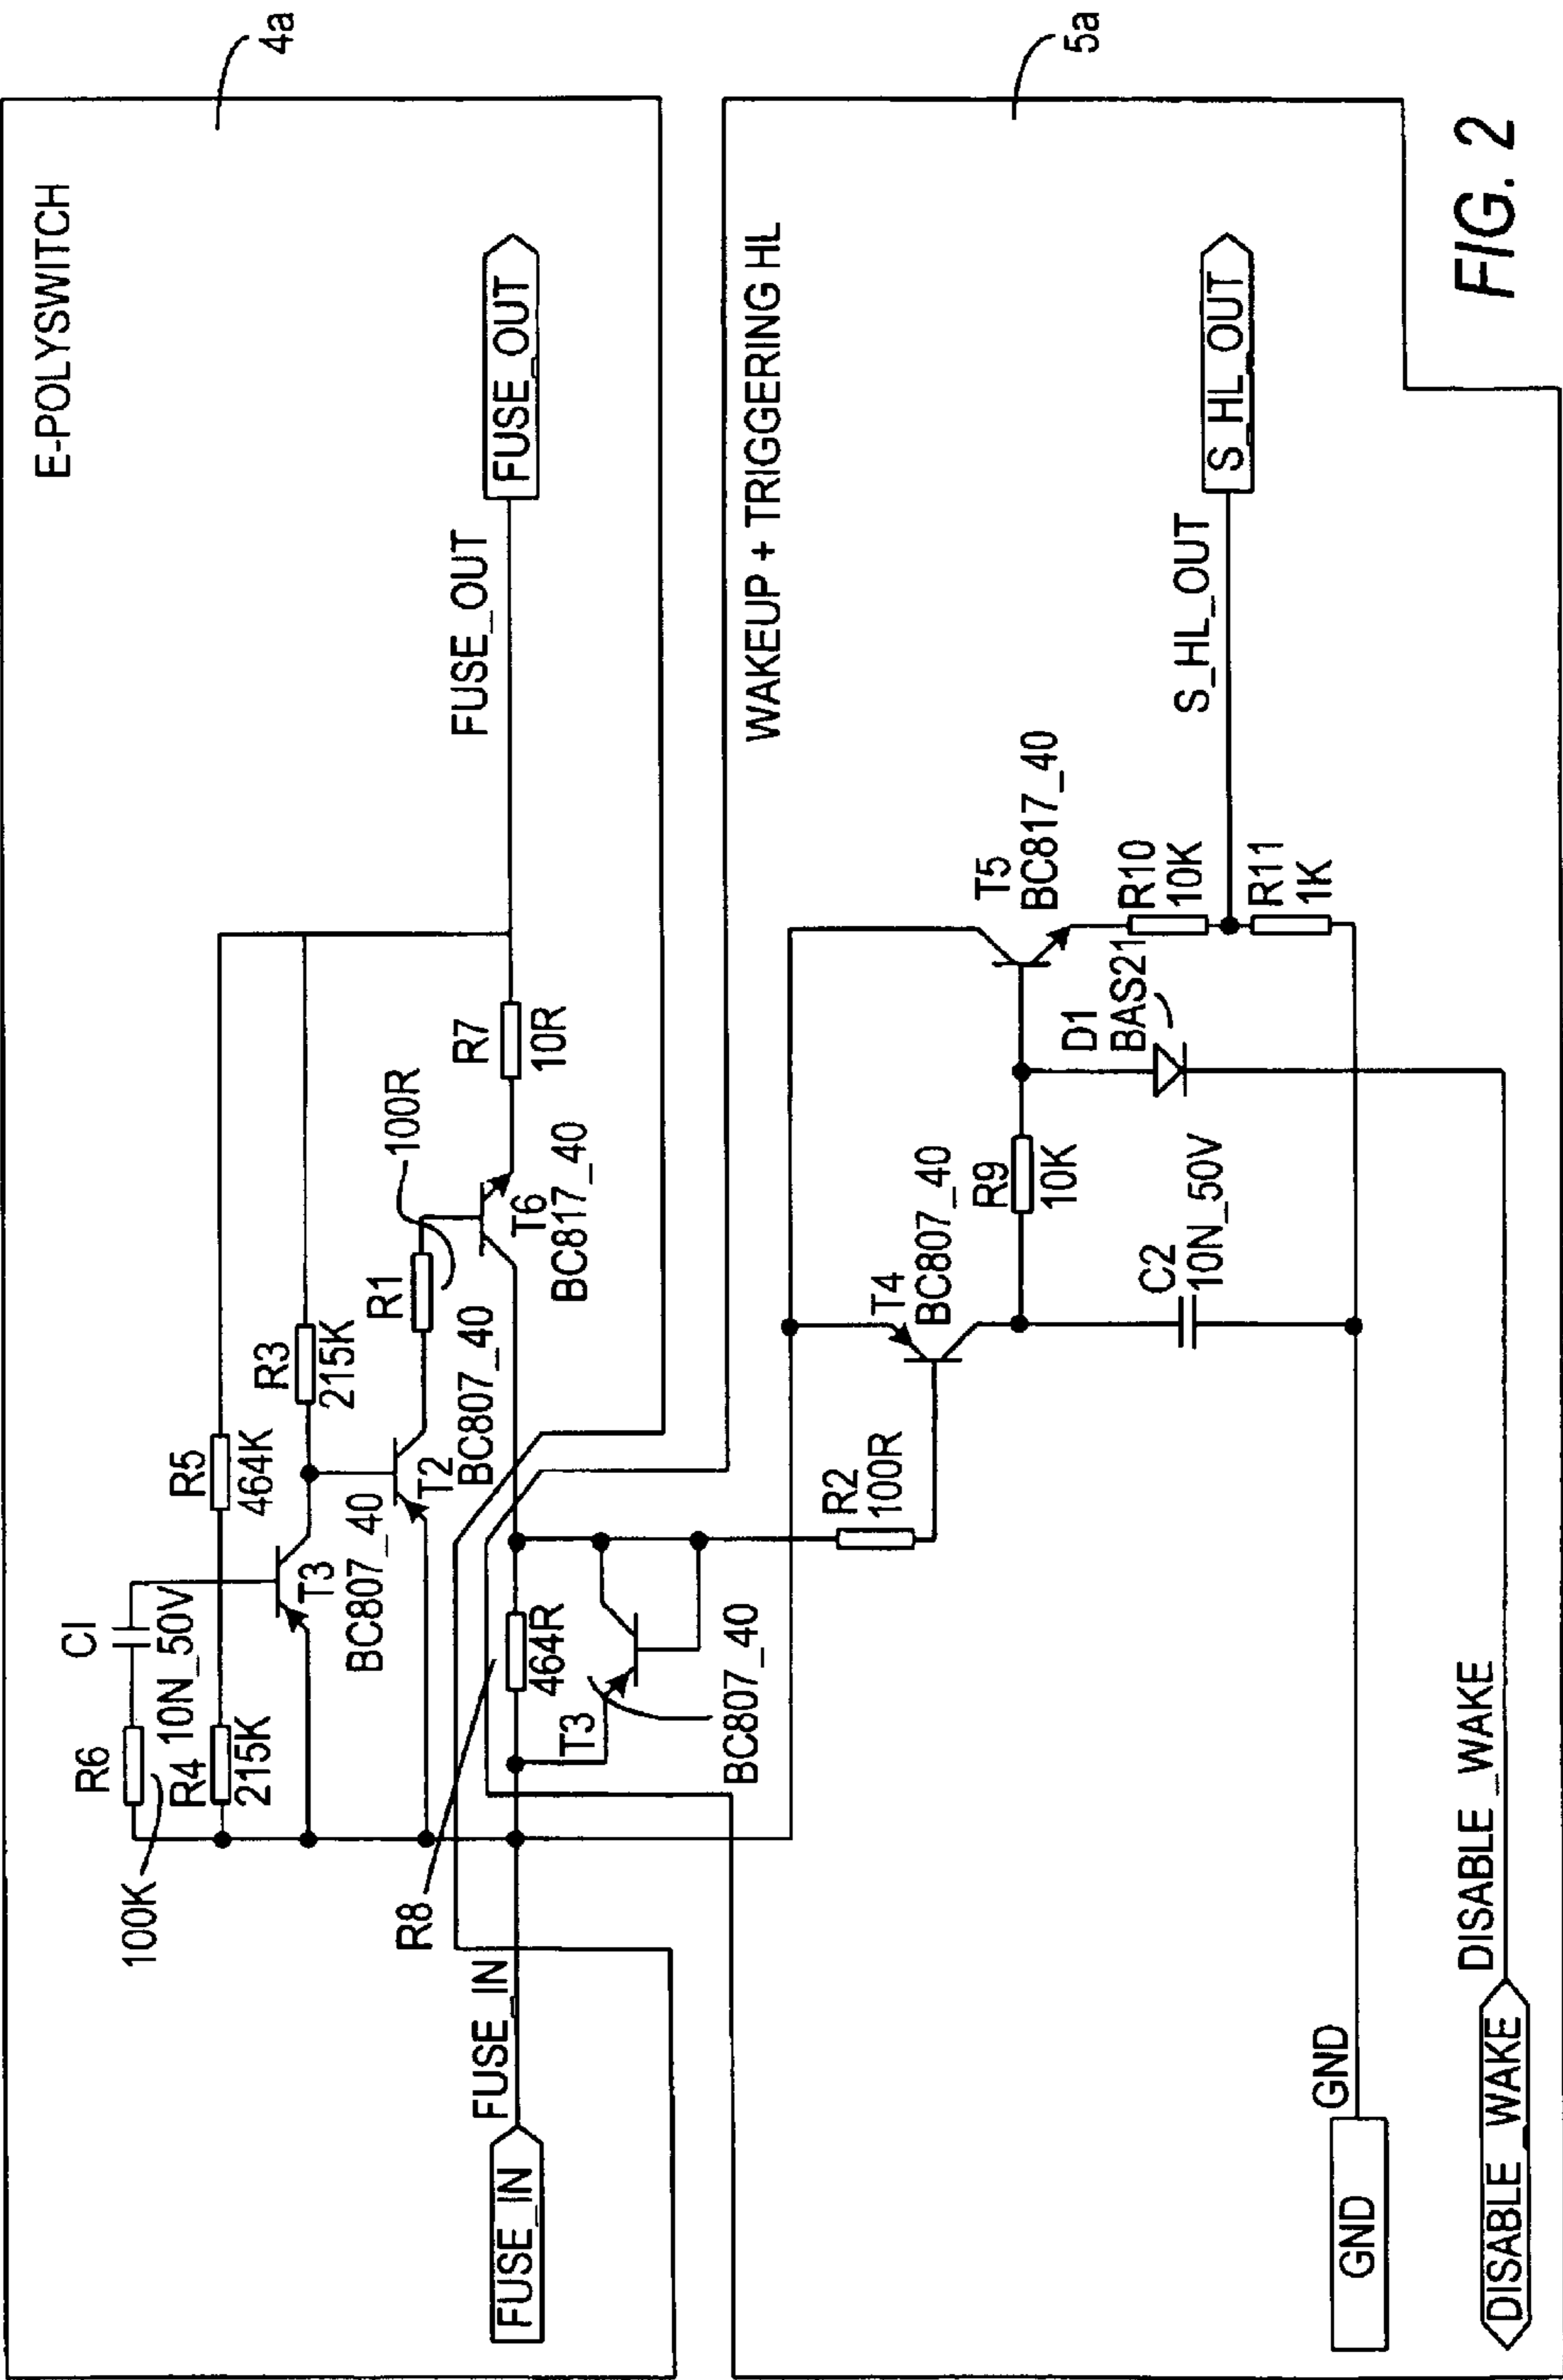 4a
E-POLYSWITCH
C1
R6
10N_50V
100K
R5
464K
R4
215K
T3
BC807_40
R3
215K
T2
BC807_40
R1
100R
T6
BC817_40
R7
10R
FUSE_OUT
FUSE_OUT
FUSE_IN
FUSE_IN
R8
464R
T3
BC807_40
5a
WAKEUP + TRIGGERING HL
R2
100R
T4
BC807_40
R9
10K
C2
10N_50V
D1
BAS21
T5
BC817_40
R10
10K
R11
1K
S_HL_OUT
S_HL_OUT
GND
GND
DISABLE_WAKE
DISABLE_WAKE
FIG. 2